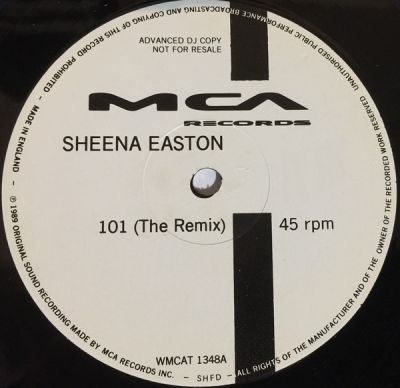 ADVANCED DJ COPY
NOT FOR RESALE
MCA
RECORDS
SHEENA EASTON
101 (The Remix)
45 rpm
WMCAT 1348A
MADE IN ENGLAND - ℗ 1989 ORIGINAL SOUND RECORDING MADE BY MCA RECORDS INC. - SHFD - ALL RIGHTS OF THE MANUFACTURER AND OF THE OWNER OF THE RECORDED WORK RESERVED UNAUTHORISED PUBLIC PERFORMANCE BROADCASTING AND COPYING OF THIS RECORD PROHIBITED -